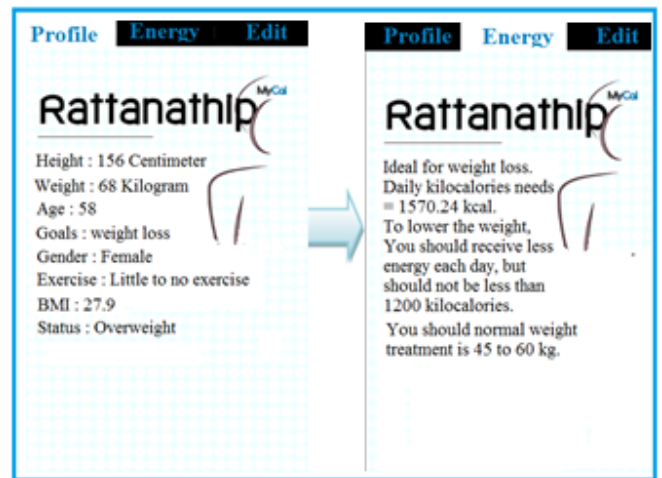 Profile Energy Edit
MyCal
Rattanathip
Height : 156 Centimeter
Weight : 68 Kilogram
Age : 58
Goals : weight loss
Gender : Female
Exercise : Little to no exercise
BMI : 27.9
Status : Overweight
Profile Energy Edit
MyCal
Rattanathip
Ideal for weight loss.
Daily kilocalories needs
= 1570.24 kcal.
To lower the weight,
You should receive less
energy each day, but
should not be less than
1200 kilocalories.
You should normal weight
treatment is 45 to 60 kg.